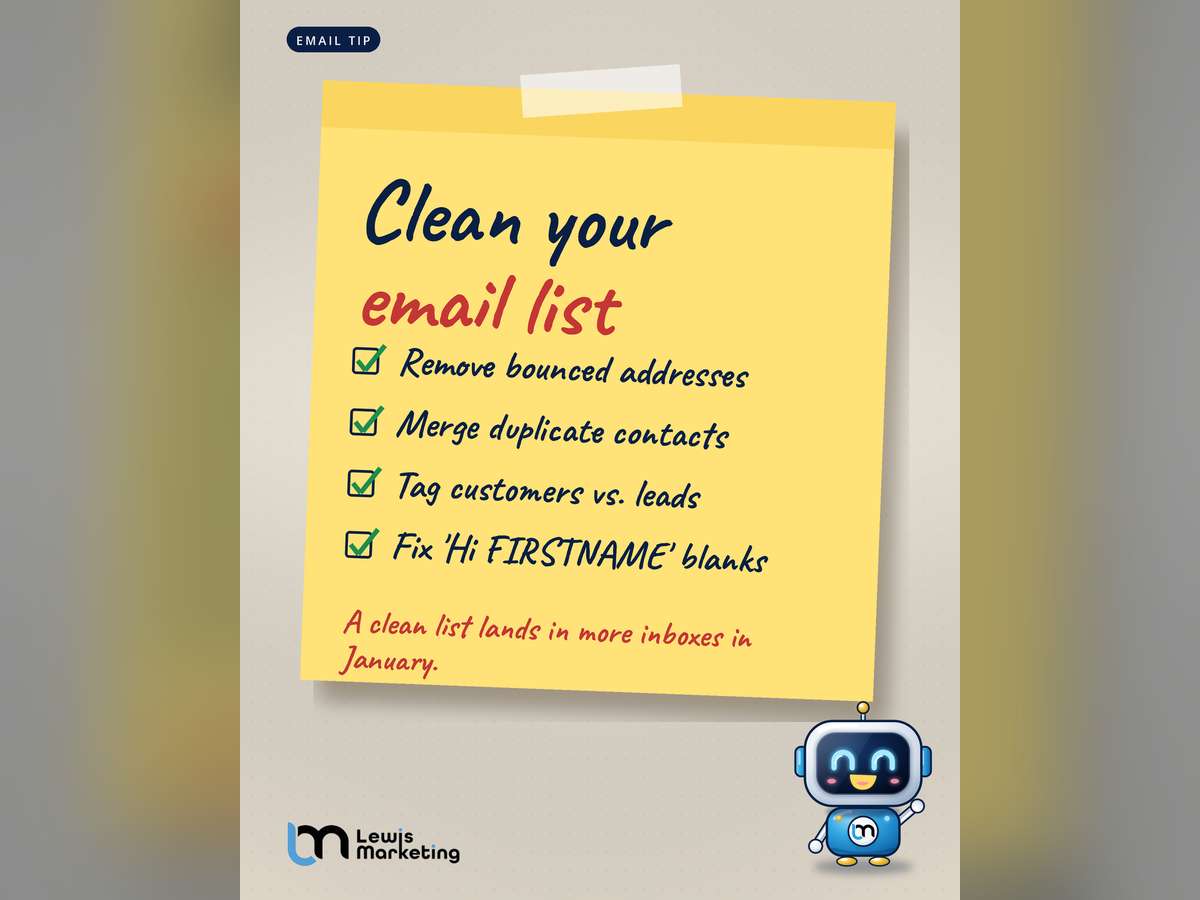 EMAIL TIP
Clean your
email list
Remove bounced addresses
Merge duplicate contacts
Tag customers vs. leads
Fix 'Hi FIRSTNAME' blanks
A clean list lands in more inboxes in
January.
Lewis
Marketing